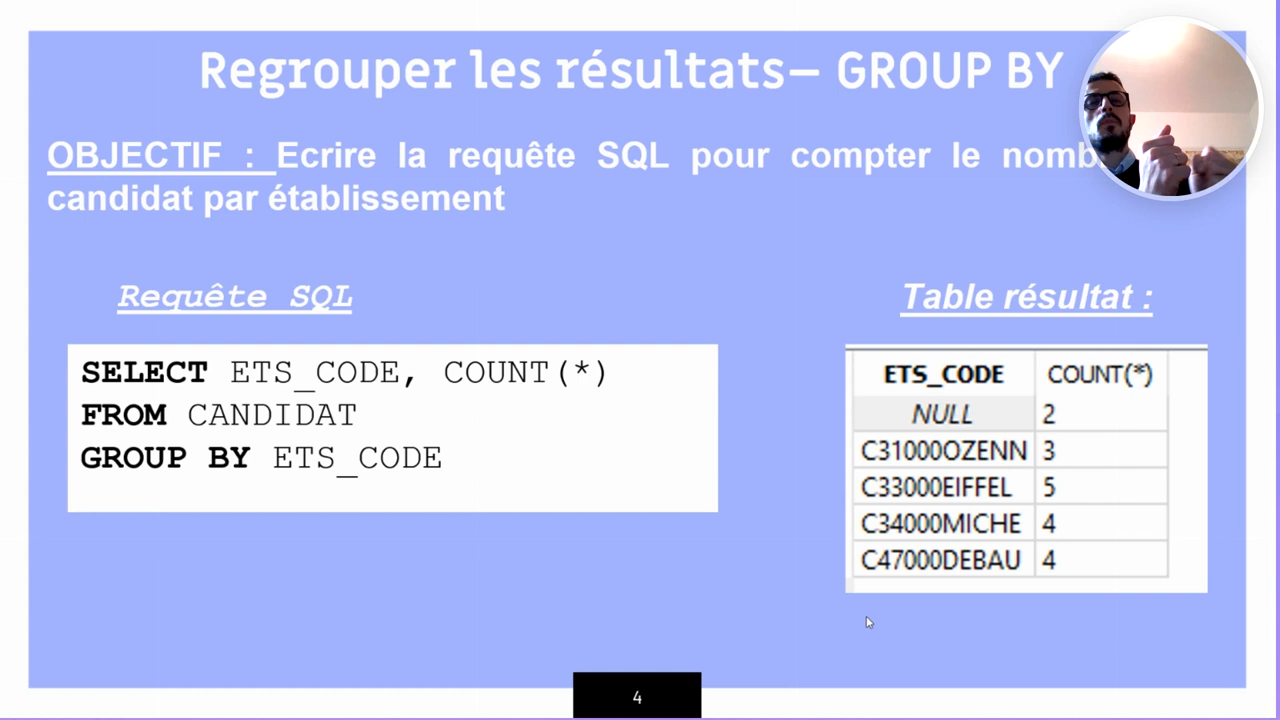 Regrouper les résultats– GROUP BY
OBJECTIF : Ecrire la requête SQL pour compter le
candidat par établissement
Requête SQL
SELECT ETS_CODE, COUNT(*)
FROM CANDIDAT
GROUP BY ETS_CODE
Table résultat :
ETS_CODE COUNT(*)
NULL 2
C31000OZENN 3
C33000EIFFEL 5
C34000MICHE 4
C47000DEBAU 4
4